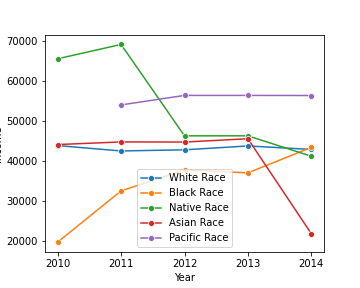 70000
60000
50000
40000
30000
20000
White Race
Black Race
Native Race
Asian Race
Pacific Race
2010 2011 2012 2013 2014
Year